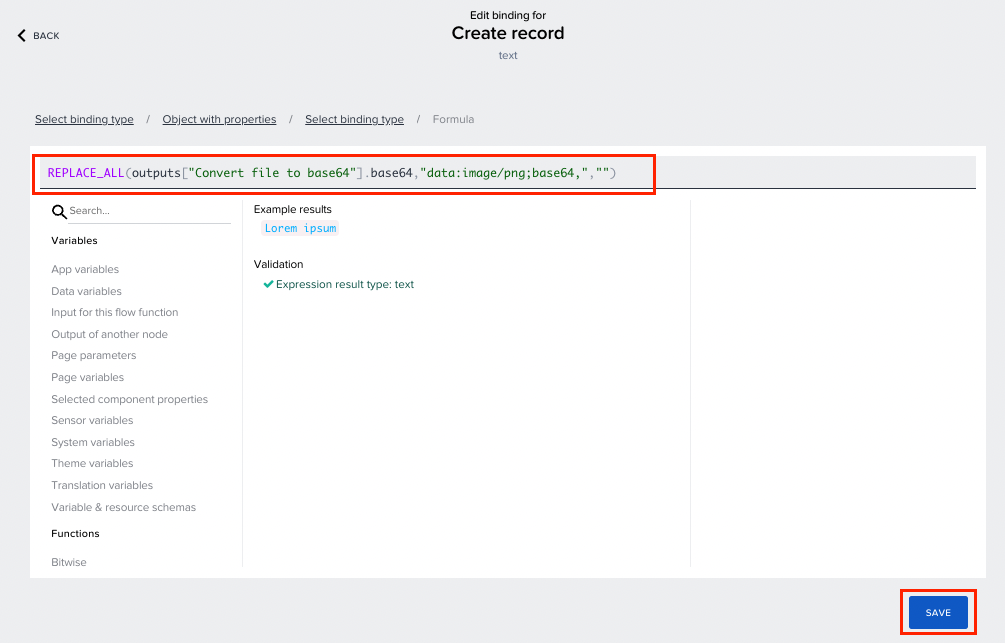 Edit binding for
BACK
Create record
text
Select binding type / Object with properties / Select binding type / Formula
REPLACE_ALL(outputs["Convert file to base64"].base64,"data:image/png;base64,","")
Search...
Variables
App variables
Data variables
Input for this flow function
Output of another node
Page parameters
Page variables
Selected component properties
Sensor variables
System variables
Theme variables
Translation variables
Variable & resource schemas
Functions
Bitwise
Example results
Lorem ipsum
Validation
Expression result type: text
SAVE